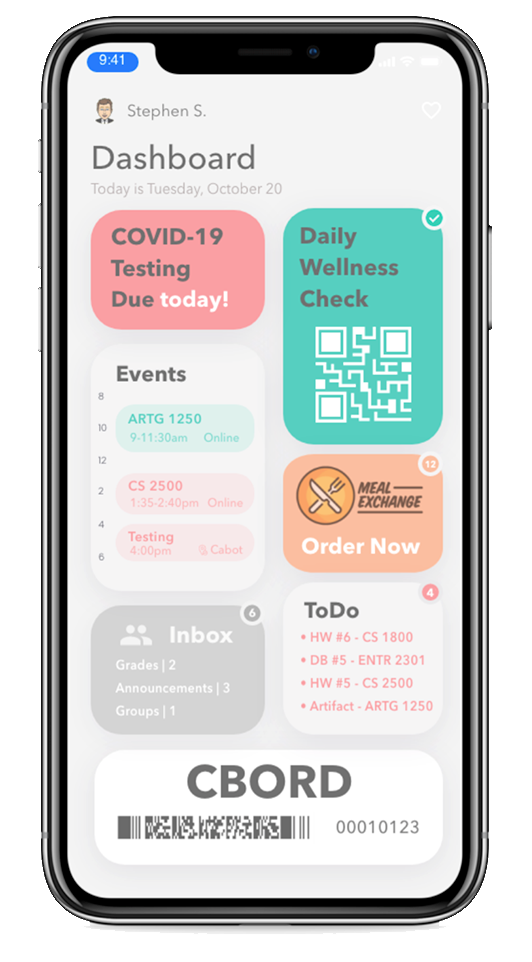 9:41
Stephen S.
Dashboard
Today is Tuesday, October 20
COVID-19
Testing
Due today!
Daily
Wellness
Check
Events
8
10
12
2
4
6
ARTG 1250
9-11:30am Online
CS 2500
1:35-2:40pm Online
Testing
4:00pm Cabot
12
MEAL
EXCHANGE
Order Now
6
Inbox
Grades | 2
Announcements | 3
Groups | 1
4
ToDo
• HW #6 - CS 1800
• DB #5 - ENTR 2301
• HW #5 - CS 2500
• Artifact - ARTG 1250
CBORD
00010123